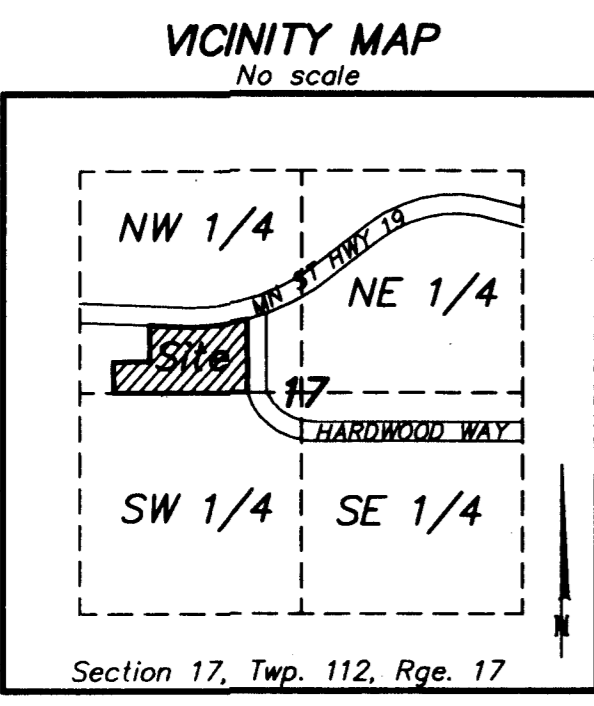 VICINITY MAP
No scale
NW 1/4
MN ST HWY 19
NE 1/4
Site
17
HARDWOOD WAY
SW 1/4
SE 1/4
N
Section 17, Twp. 112, Rge. 17